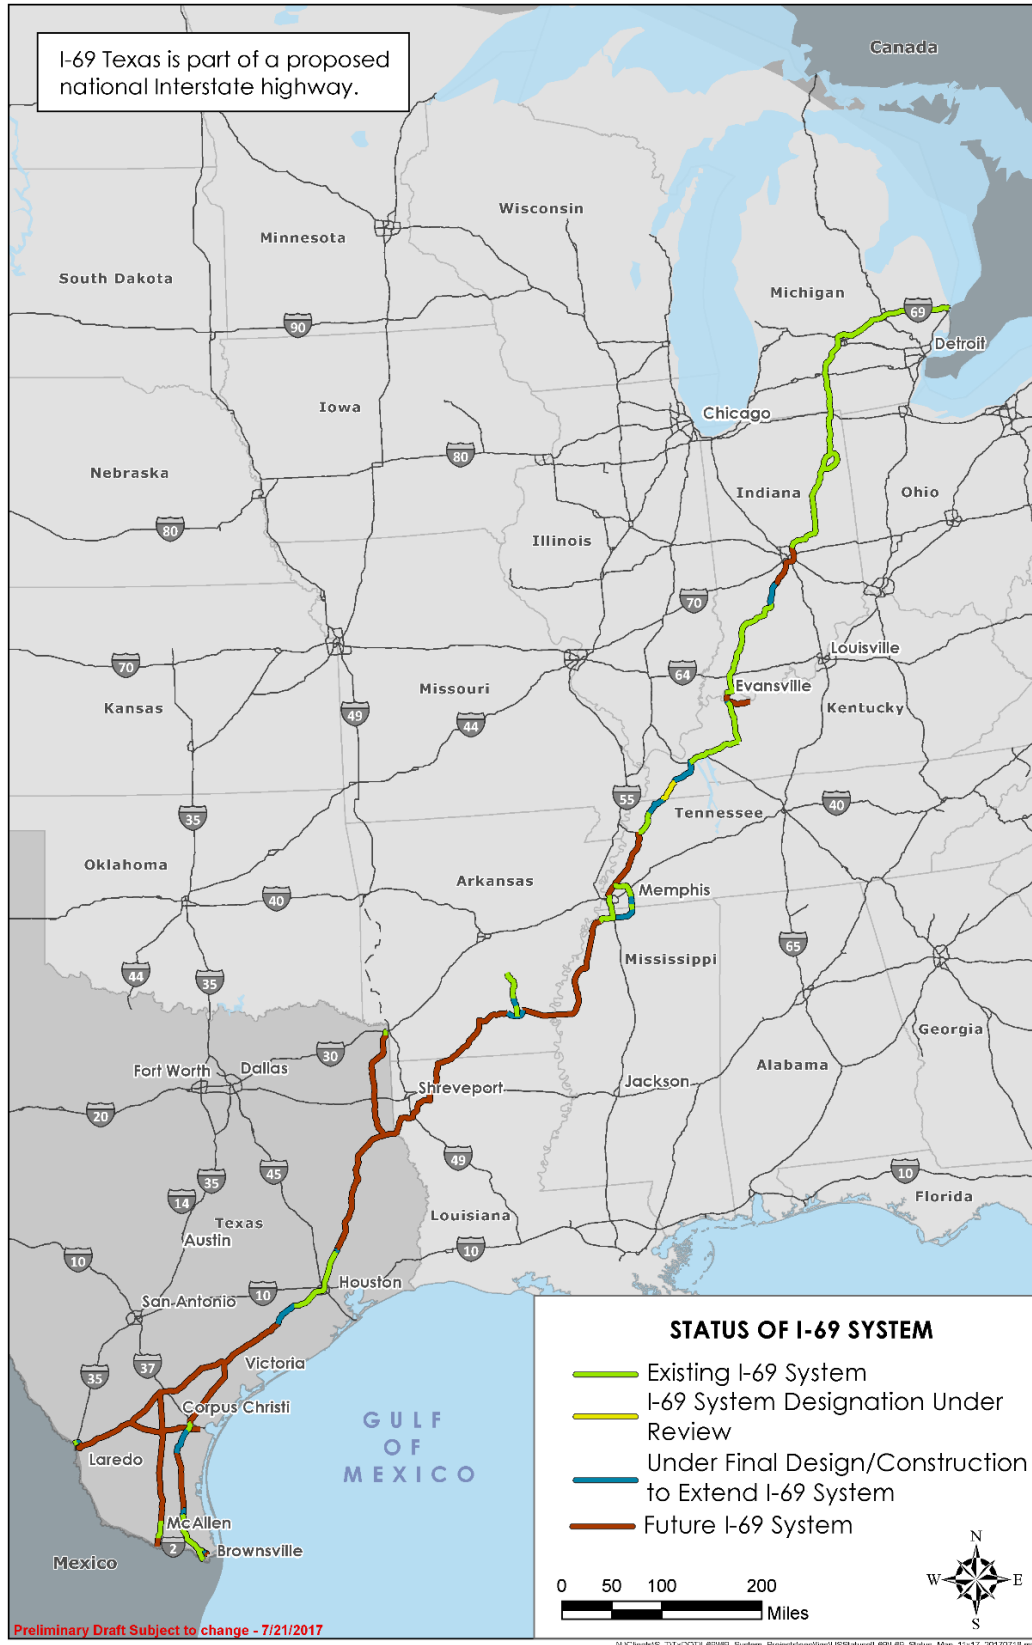 I-69 Texas is part of a proposed
national Interstate highway.
Canada
Wisconsin
Minnesota
South Dakota
Michigan
69
90
Detroit
Iowa
Chicago
80
Nebraska
Indiana
Ohio
80
Illinois
70
Louisville
70
64
Evansville
Missouri
Kansas
49
44
Kentucky
55
40
Tennessee
35
Oklahoma
Arkansas
Memphis
40
65
Mississippi
44
35
Georgia
30
Alabama
Fort Worth
Dallas
Jackson
Shreveport
20
49
45
35
10
14
Florida
Louisiana
Texas
Austin
10
10
Houston
10
San Antonio
37
35
Victoria
Corpus Christi
Laredo
GULF
OF
MEXICO
McAllen
2
Brownsville
Mexico
STATUS OF I-69 SYSTEM
Existing I-69 System
I-69 System Designation Under
Review
Under Final Design/Construction
to Extend I-69 System
Future I-69 System
N
W
E
S
0 50 100 200
Miles
Preliminary Draft Subject to change - 7/21/2017